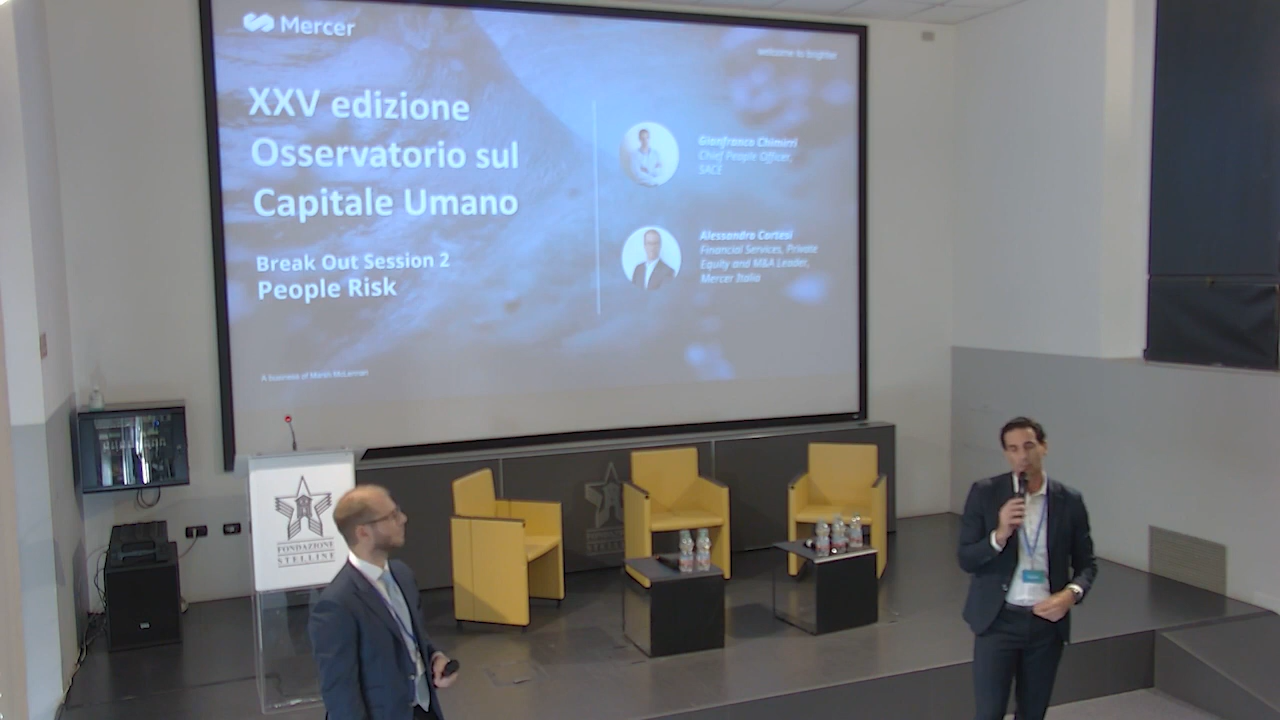 Mercer
welcome to brighter
XXV edizione
Osservatorio sul
Capitale Umano
Break Out Session 2
People Risk
Gianfranco Chimirri
Chief People Officer,
SACE
Alessandro Cortesi
Financial Services, Private
Equity and M&A Leader,
Mercer Italia
A business of Marsh McLennan
FONDAZIONE
STELLINE